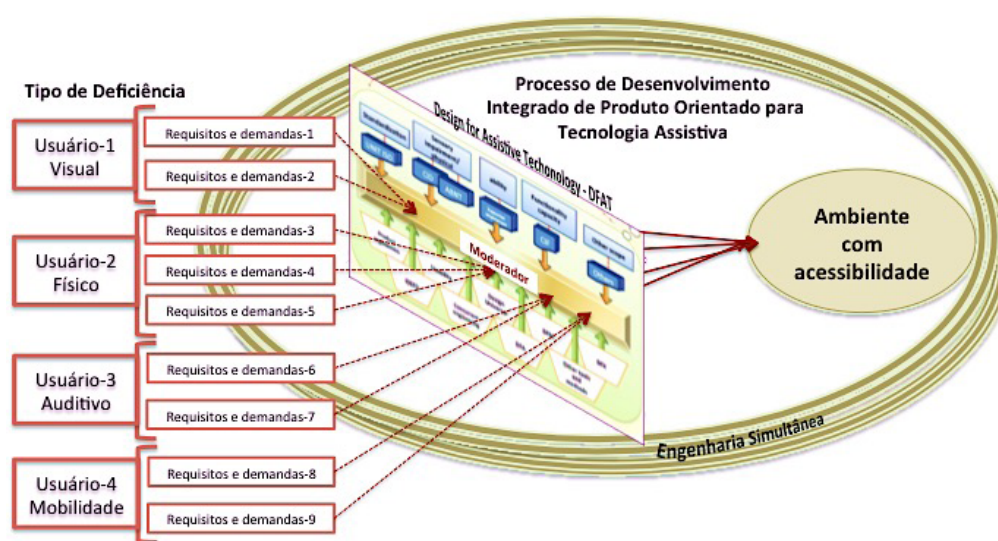 Tipo de Deficiência
Usuário-1
Visual
Requisitos e demandas-1
Requisitos e demandas-2
Usuário-2
Físico
Requisitos e demandas-3
Requisitos e demandas-4
Requisitos e demandas-5
Usuário-3
Auditivo
Requisitos e demandas-6
Requisitos e demandas-7
Usuário-4
Mobilidade
Requisitos e demandas-8
Requisitos e demandas-9
Processo de Desenvolvimento
Integrado de Produto Orientado para
Tecnologia Assistiva
Design for Assistive Techonology - DFAT
Moderador
Ambiente
com
acessibilidade
Engenharia Simultânea